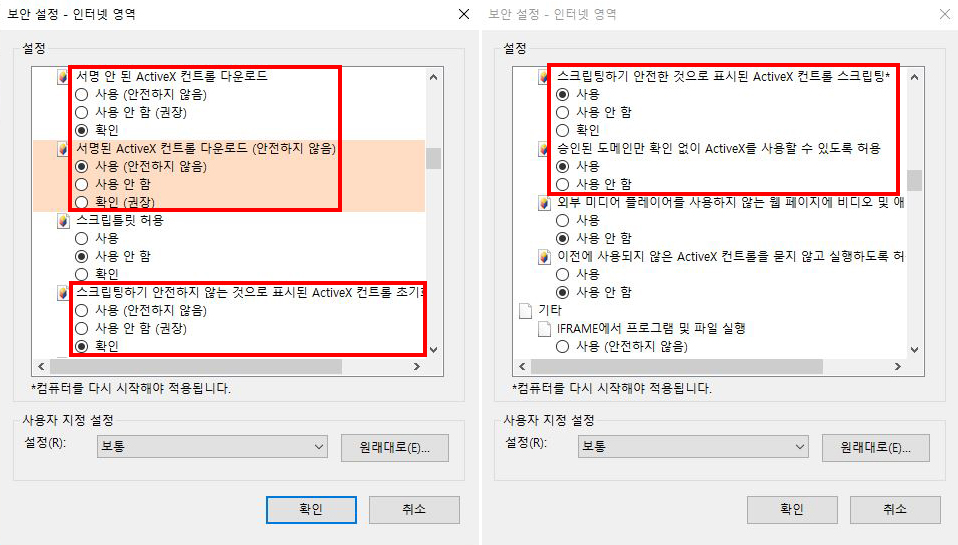 보안 설정 - 인터넷 영역
설정
서명 안 된 ActiveX 컨트롤 다운로드
사용 (안전하지 않음)
사용 안 함 (권장)
확인
서명된 ActiveX 컨트롤 다운로드 (안전하지 않음)
사용 (안전하지 않음)
사용 안 함
확인 (권장)
스크립틀릿 허용
사용
사용 안 함
확인
스크립팅하기 안전하지 않는 것으로 표시된 ActiveX 컨트롤 초기
사용 (안전하지 않음)
사용 안 함 (권장)
확인
*컴퓨터를 다시 시작해야 적용됩니다.
사용자 지정 설정
설정(R):
보통
원래대로(E)...
확인
취소
보안 설정 - 인터넷 영역
설정
스크립팅하기 안전한 것으로 표시된 ActiveX 컨트롤 스크립팅*
사용
사용 안 함
확인
승인된 도메인만 확인 없이 ActiveX를 사용할 수 있도록 허용
사용
사용 안 함
외부 미디어 플레이어를 사용하지 않는 웹 페이지에 비디오 및 애
사용
사용 안 함
이전에 사용되지 않은 ActiveX 컨트롤을 묻지 않고 실행하도록 허
사용
사용 안 함
기타
IFRAME에서 프로그램 및 파일 실행
사용 (안전하지 않음)
*컴퓨터를 다시 시작해야 적용됩니다.
사용자 지정 설정
설정(R):
보통
원래대로(E)...
확인
취소